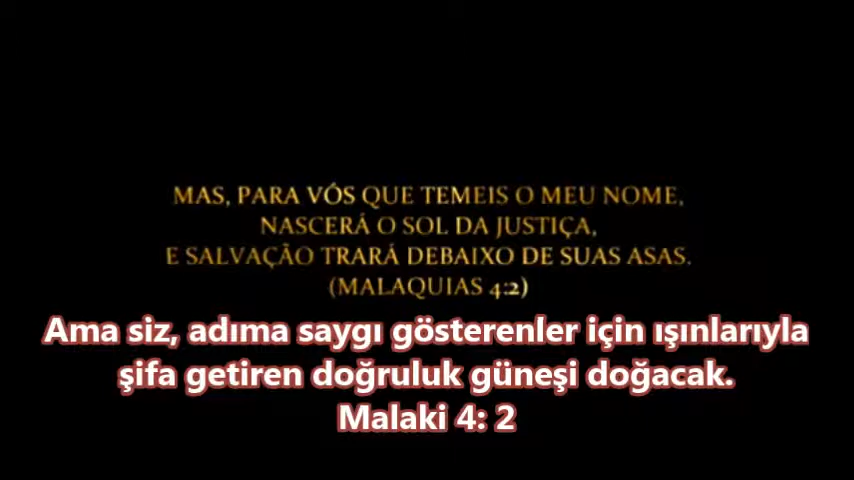 MAS, PARA VÓS QUE TEMEIS O MEU NOME,
NASCERÁ O SOL DA JUSTIÇA,
E SALVAÇÃO TRARÁ DEBAIXO DE SUAS ASAS.
(MALAQUIAS 4:2)
Ama siz, adıma saygı gösterenler için ışınlarıyla
şifa getiren doğruluk güneşi doğacak.
Malaki 4: 2